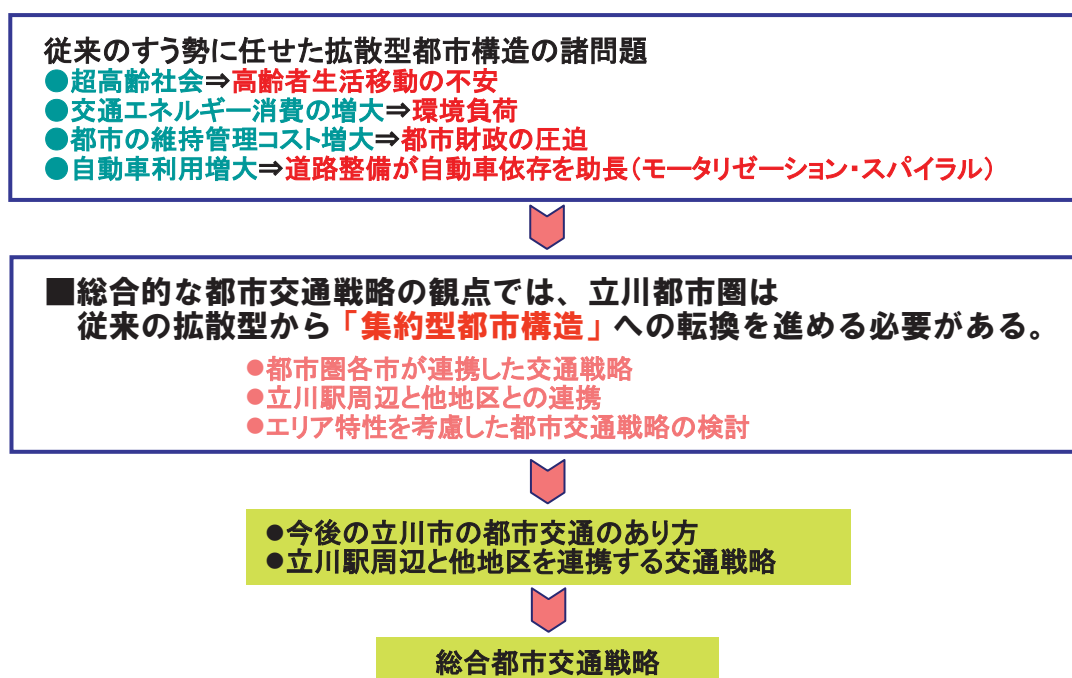 従来のすう勢に任せた拡散型都市構造の諸問題
●超高齢社会⇒高齢者生活移動の不安
●交通エネルギー消費の増大⇒環境負荷
●都市の維持管理コスト増大⇒都市財政の圧迫
●自動車利用増大⇒道路整備が自動車依存を助長(モータリゼーション・スパイラル)
■総合的な都市交通戦略の観点では、立川都市圏は
従来の拡散型から「集約型都市構造」への転換を進める必要がある。
●都市圏各市が連携した交通戦略
●立川駅周辺と他地区との連携
●エリア特性を考慮した都市交通戦略の検討
●今後の立川市の都市交通のあり方
●立川駅周辺と他地区を連携する交通戦略
総合都市交通戦略